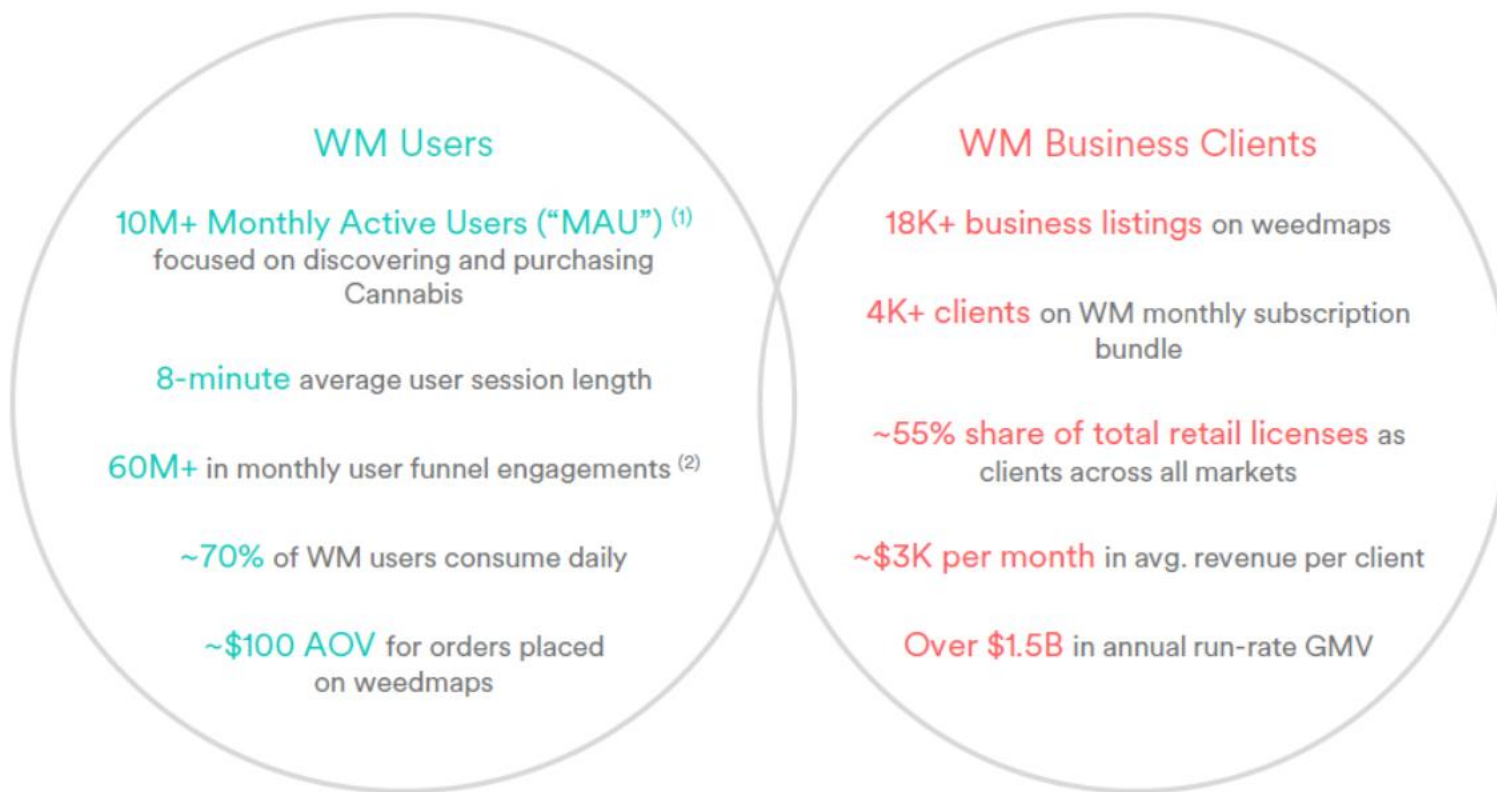 WM Users
10M+ Monthly Active Users (“MAU”) (1)
focused on discovering and purchasing
Cannabis
8-minute average user session length
60M+ in monthly user funnel engagements (2)
~70% of WM users consume daily
~$100 AOV for orders placed
on weedmaps
WM Business Clients
18K+ business listings on weedmaps
4K+ clients on WM monthly subscription
bundle
~55% share of total retail licenses as
clients across all markets
~$3K per month in avg. revenue per client
Over $1.5B in annual run-rate GMV